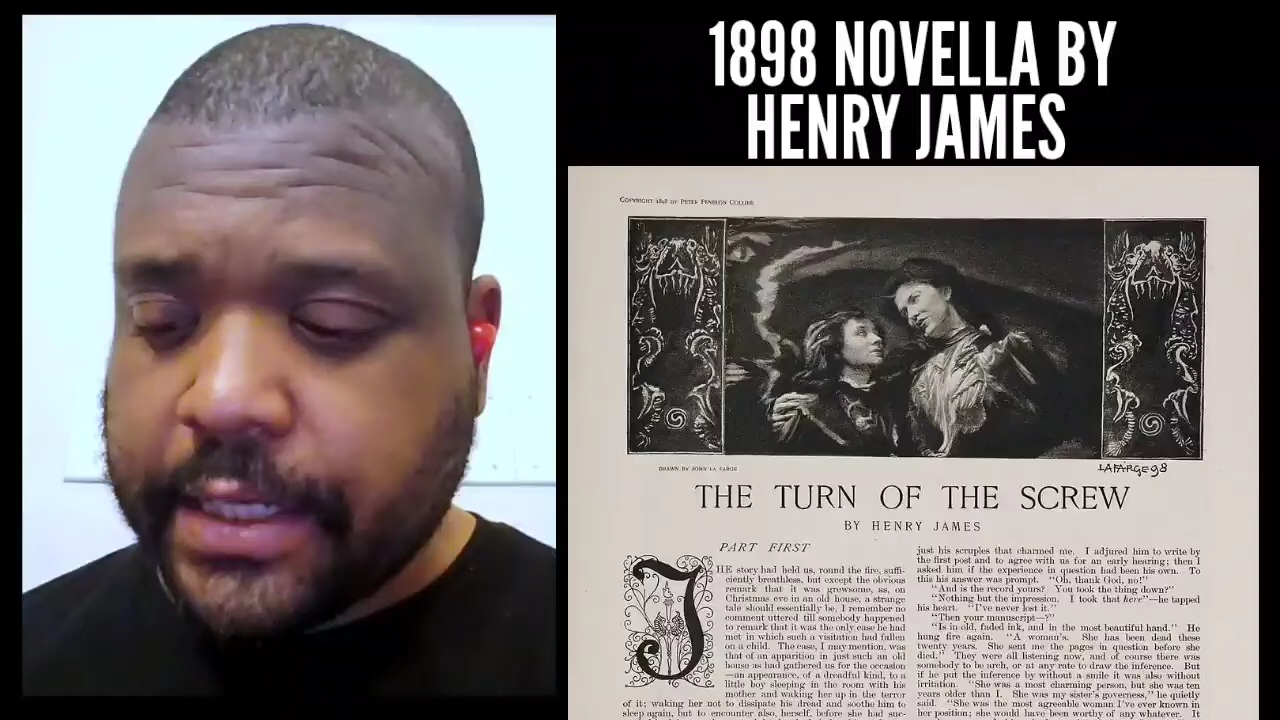 1898 NOVELLA BY
HENRY JAMES
COPYRIGHT 1898 BY PETER FENELON COLLIER
DRAWN BY JOHN LA FARGE
LAFARGE98
THE TURN OF THE SCREW
BY HENRY JAMES
PART FIRST
THE story had held us, round the fire, suffi-
ciently breathless, but except the obvious
remark that it was gruesome, as, on
Christmas eve in an old house, a strange
tale should essentially be, I remember no
comment uttered till somebody happened
to remark that it was the only case he had
met in which such a visitation had fallen
on a child. The case, I may mention, was
that of an apparition in just such an old
house as had gathered us for the occasion
—an appearance, of a dreadful kind, to a
little boy sleeping in the room with his
mother and waking her up in the terror
of it; waking her not to dissipate his dread and soothe him to
sleep again, but to encounter also, herself, before she had suc-
just his scruples that charmed me. I adjured him to write by
the first post and to agree with us for an early hearing; then I
asked him if the experience in question had been his own. To
this his answer was prompt. "Oh, thank God, no!"
"And is the record yours? You took the thing down?"
"Nothing but the impression. I took that here"—he tapped
his heart. "I've never lost it."
"Then your manuscript—?"
"Is in old, faded ink, and in the most beautiful hand." He
hung fire again. "A woman's. She has been dead these
twenty years. She sent me the pages in question before she
died." They were all listening now, and of course there was
somebody to be arch, or at any rate to draw the inference. But
if he put the inference by without a smile it was also without
irritation. "She was a most charming person, but she was ten
years older than I. She was my sister's governess," he quietly
said. "She was the most agreeable woman I've ever known in
her position; she would have been worthy of any whatever. It